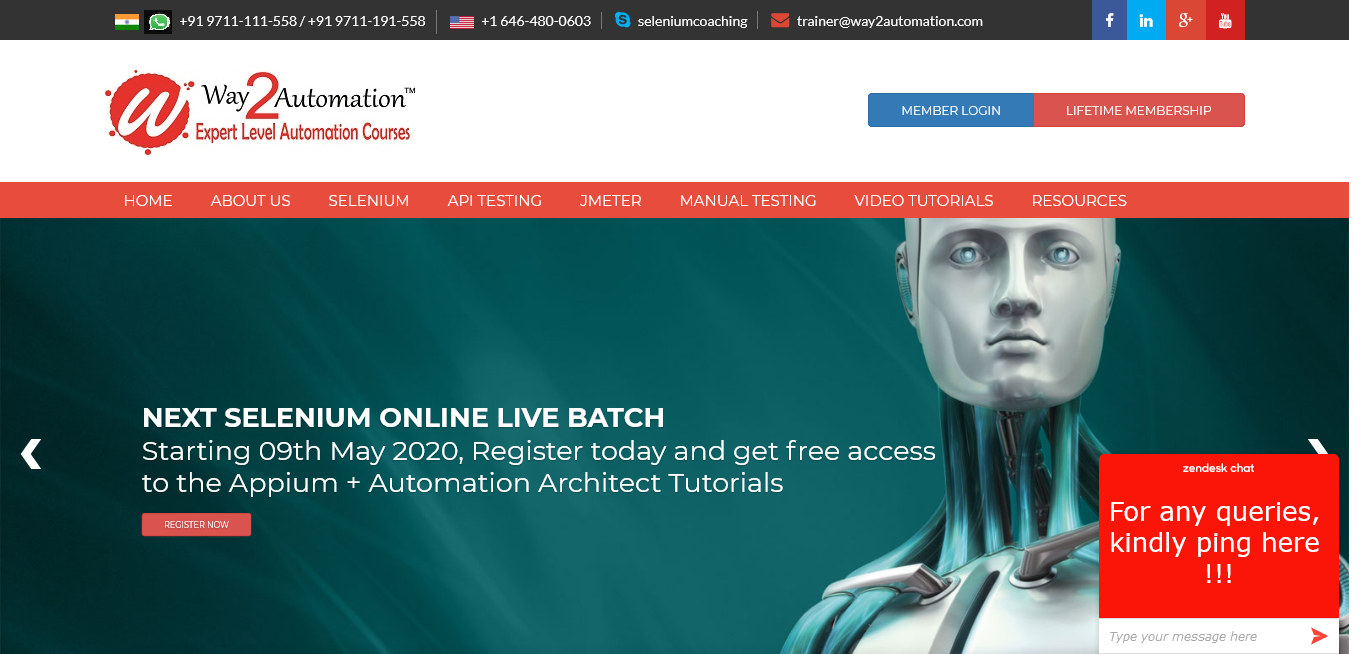 +91 9711-111-558 / +91 9711-191-558 +1 646-480-0603 seleniumcoaching trainer@way2automation.com
Way2Automation™
Expert Level Automation Courses
MEMBER LOGIN LIFETIME MEMBERSHIP
HOME ABOUT US SELENIUM API TESTING JMETER MANUAL TESTING VIDEO TUTORIALS RESOURCES
NEXT SELENIUM ONLINE LIVE BATCH
Starting 09th May 2020, Register today and get free access
to the Appium + Automation Architect Tutorials
REGISTER NOW
zendesk chat
For any queries,
kindly ping here
!!!
Type your message here